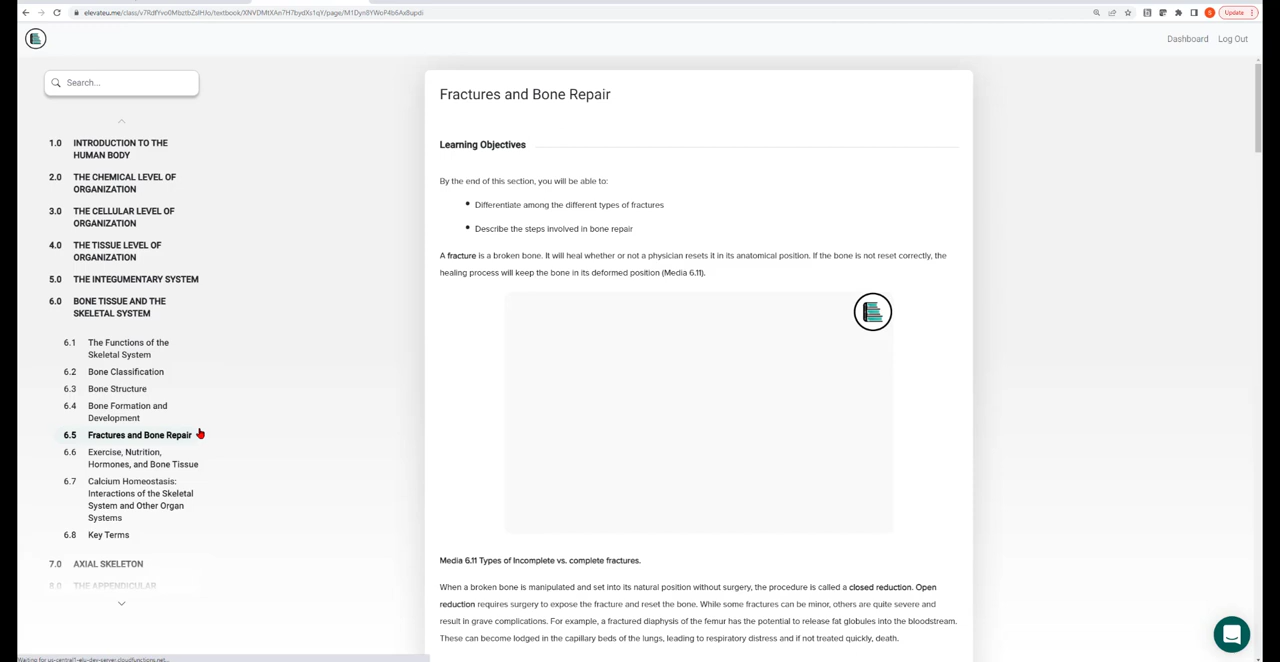 Update
Dashboard Log Out
Search...
1.0 INTRODUCTION TO THE
HUMAN BODY
2.0 THE CHEMICAL LEVEL OF
ORGANIZATION
3.0 THE CELLULAR LEVEL OF
ORGANIZATION
4.0 THE TISSUE LEVEL OF
ORGANIZATION
5.0 THE INTEGUMENTARY SYSTEM
6.0 BONE TISSUE AND THE
SKELETAL SYSTEM
6.1 The Functions of the
Skeletal System
6.2 Bone Classification
6.3 Bone Structure
6.4 Bone Formation and
Development
6.5 Fractures and Bone Repair
6.6 Exercise, Nutrition,
Hormones, and Bone Tissue
6.7 Calcium Homeostasis:
Interactions of the Skeletal
System and Other Organ
Systems
6.8 Key Terms
7.0 AXIAL SKELETON
8.0 THE APPENDICULAR
Fractures and Bone Repair
Learning Objectives
By the end of this section, you will be able to:
• Differentiate among the different types of fractures
• Describe the steps involved in bone repair
A fracture is a broken bone. It will heal whether or not a physician resets it in its anatomical position. If the bone is not reset correctly, the
healing process will keep the bone in its deformed position (Media 6.11).
Media 6.11 Types of Incomplete vs. complete fractures.
When a broken bone is manipulated and set into its natural position without surgery, the procedure is called a closed reduction. Open
reduction requires surgery to expose the fracture and reset the bone. While some fractures can be minor, others are quite severe and
result in grave complications. For example, a fractured diaphysis of the femur has the potential to release fat globules into the bloodstream.
These can become lodged in the capillary beds of the lungs, leading to respiratory distress and if not treated quickly, death.